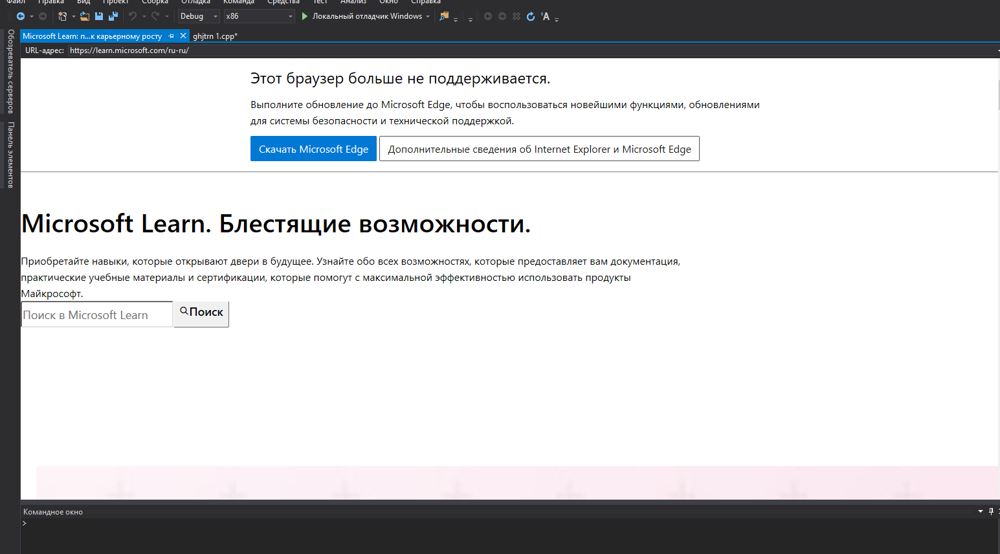 Файл Правка Вид Проект Сборка Отладка Команда Средства Тест Анализ Окно Справка
Debug x86 Локальный отладчик Windows A
Microsoft Learn: п...к карьерному росту ghjtrn 1.cpp*
URL-адрес: https://learn.microsoft.com/ru-ru/
Обозреватель серверов
Панель элементов
Этот браузер больше не поддерживается.
Выполните обновление до Microsoft Edge, чтобы воспользоваться новейшими функциями, обновлениями
для системы безопасности и технической поддержкой.
Скачать Microsoft Edge Дополнительные сведения об Internet Explorer и Microsoft Edge
Microsoft Learn. Блестящие возможности.
Приобретайте навыки, которые открывают двери в будущее. Узнайте обо всех возможностях, которые предоставляет вам документация,
практические учебные материалы и сертификации, которые помогут с максимальной эффективностью использовать продукты
Майкрософт.
Поиск в Microsoft Learn Поиск
Командное окно
>